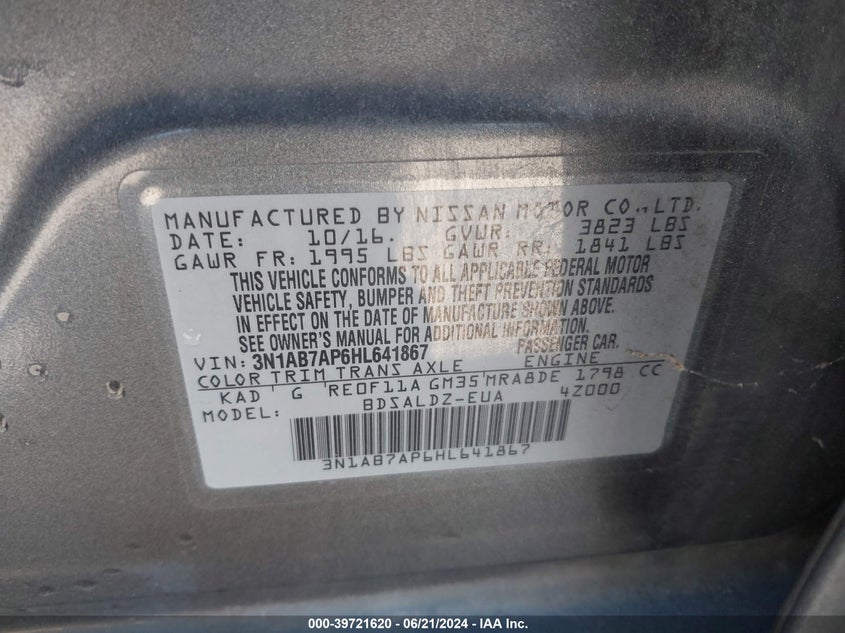 MANUFACTURED BY NISSAN MOTOR CO., LTD.
DATE: 10/16. GVWR: 3823 LBS
GAWR FR: 1995 LBS GAWR RR: 1841 LBS
THIS VEHICLE CONFORMS TO ALL APPLICABLE FEDERAL MOTOR
VEHICLE SAFETY, BUMPER AND THEFT PREVENTION STANDARDS
IN EFFECT ON THE DATE OF MANUFACTURE SHOWN ABOVE.
SEE OWNER'S MANUAL FOR ADDITIONAL INFORMATION.
VIN: 3N1AB7AP6HL641867 PASSENGER CAR.
COLOR TRIM TRANS AXLE ENGINE
KAD G RE0F11A GM35 MRA8DE 1798 CC
MODEL: BDSALDZ-EUA 4Z000
3N1AB7AP6HL641867
000-39721620 06/21/2024 - IAA, Inc.